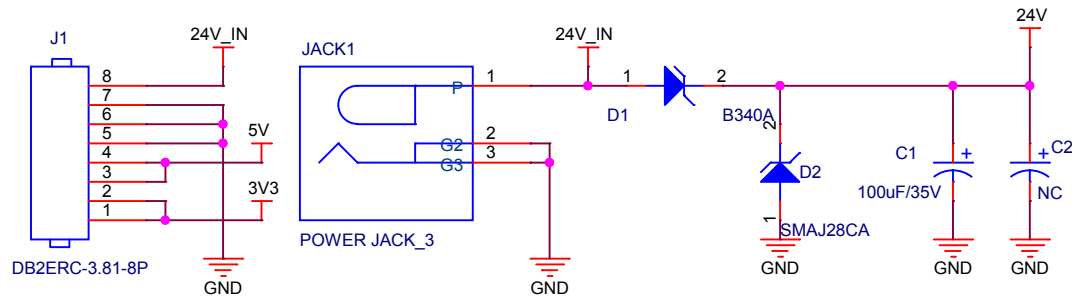 J1
24V_IN
8
7
6
5
4
3
2
1
5V
3V3
DB2ERC-3.81-8P
GND
JACK1
P
1
G2
2
G3
3
POWER JACK_3
GND
24V_IN
1
D1
2
B340A
2
D2
1
SMAJ28CA
GND
24V
C1
+
100uF/35V
GND
C2
+
NC
GND